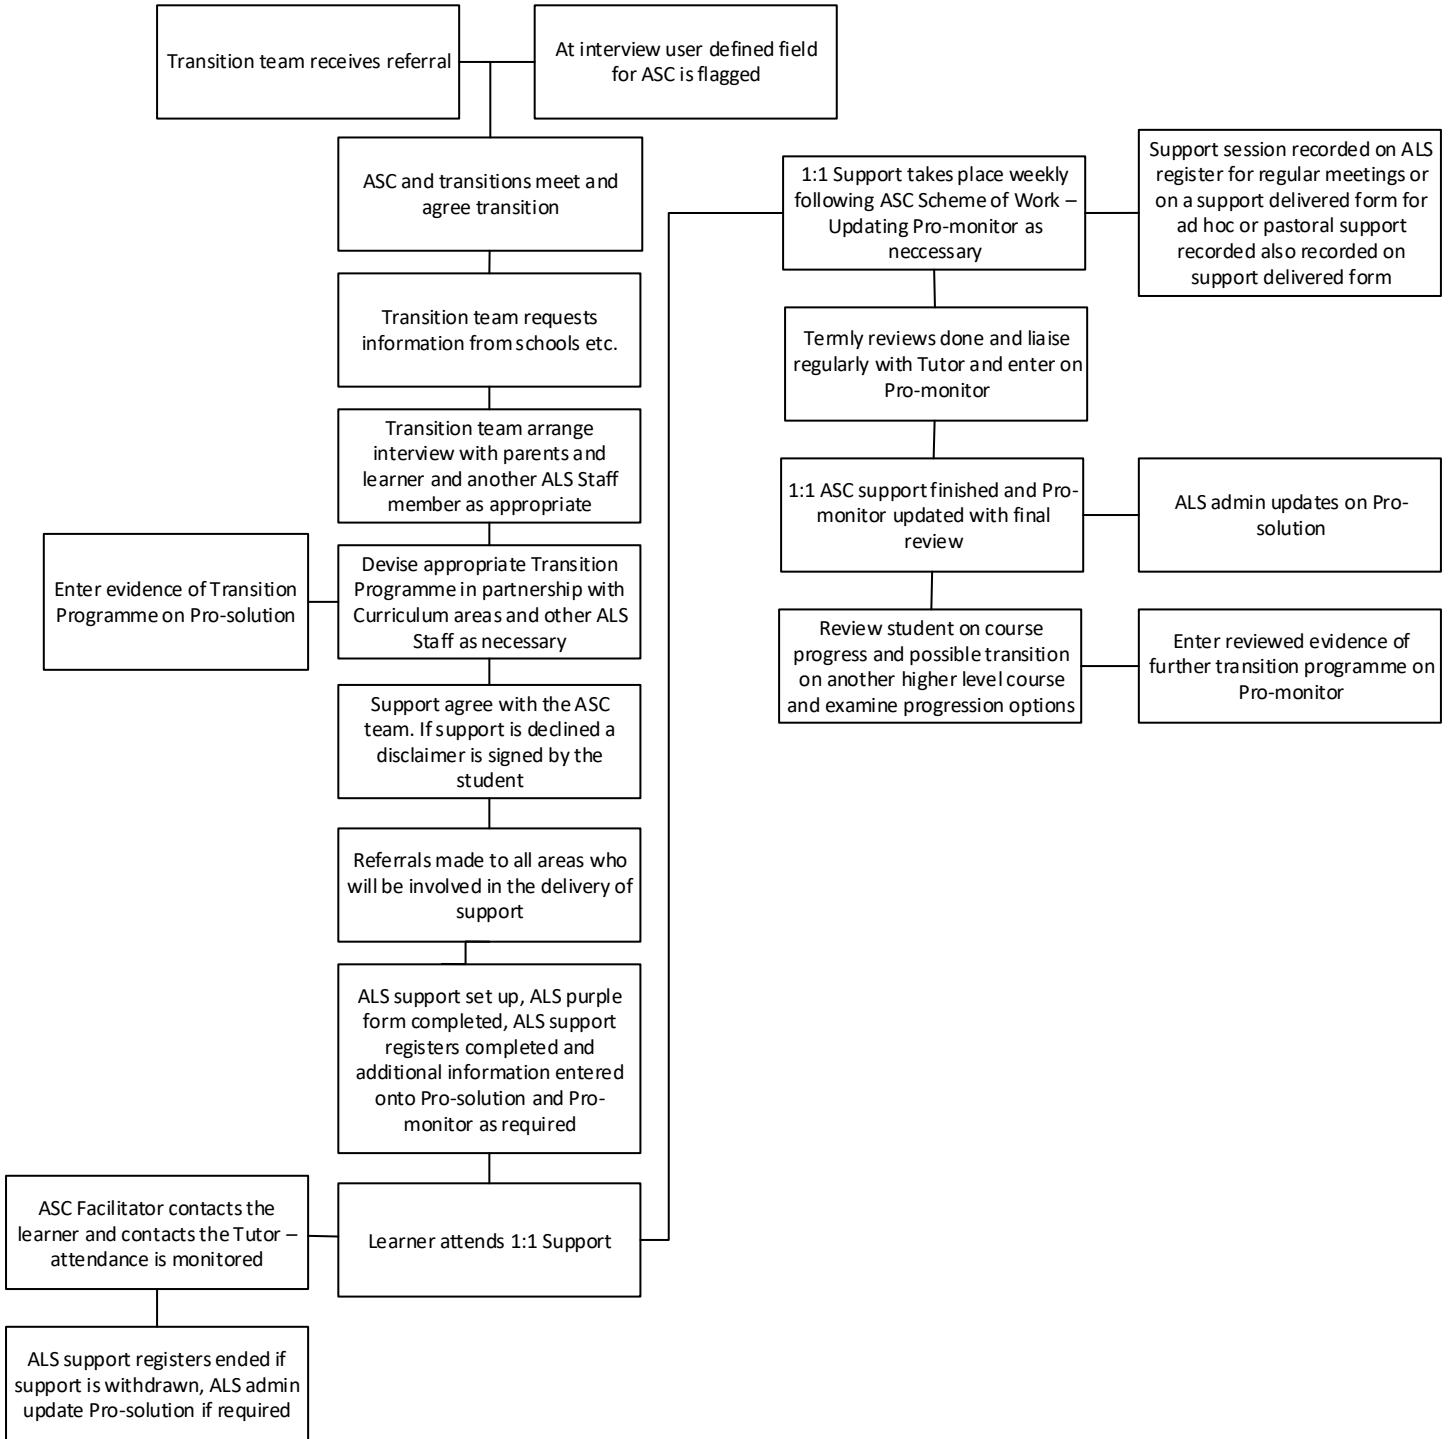 Transition team receives referral
At interview user defined field
for ASC is flagged
ASC and transitions meet and
agree transition
Transition team requests
information from schools etc.
Transition team arrange
interview with parents and
learner and another ALS Staff
member as appropriate
Enter evidence of Transition
Programme on Pro-solution
Devise appropriate Transition
Programme in partnership with
Curriculum areas and other ALS
Staff as necessary
Support agree with the ASC
team. If support is declined a
disclaimer is signed by the
student
Referrals made to all areas who
will be involved in the delivery of
support
ALS support set up, ALS purple
form completed, ALS support
registers completed and
additional information entered
onto Pro-solution and Pro-
monitor as required
Learner attends 1:1 Support
ASC Facilitator contacts the
learner and contacts the Tutor –
attendance is monitored
ALS support registers ended if
support is withdrawn, ALS admin
update Pro-solution if required
1:1 Support takes place weekly
following ASC Scheme of Work –
Updating Pro-monitor as
neccessary
Support session recorded on ALS
register for regular meetings or
on a support delivered form for
ad hoc or pastoral support
recorded also recorded on
support delivered form
Termly reviews done and liaise
regularly with Tutor and enter on
Pro-monitor
1:1 ASC support finished and Pro-
monitor updated with final
review
ALS admin updates on Pro-
solution
Review student on course
progress and possible transition
on another higher level course
and examine progression options
Enter reviewed evidence of
further transition programme on
Pro-monitor